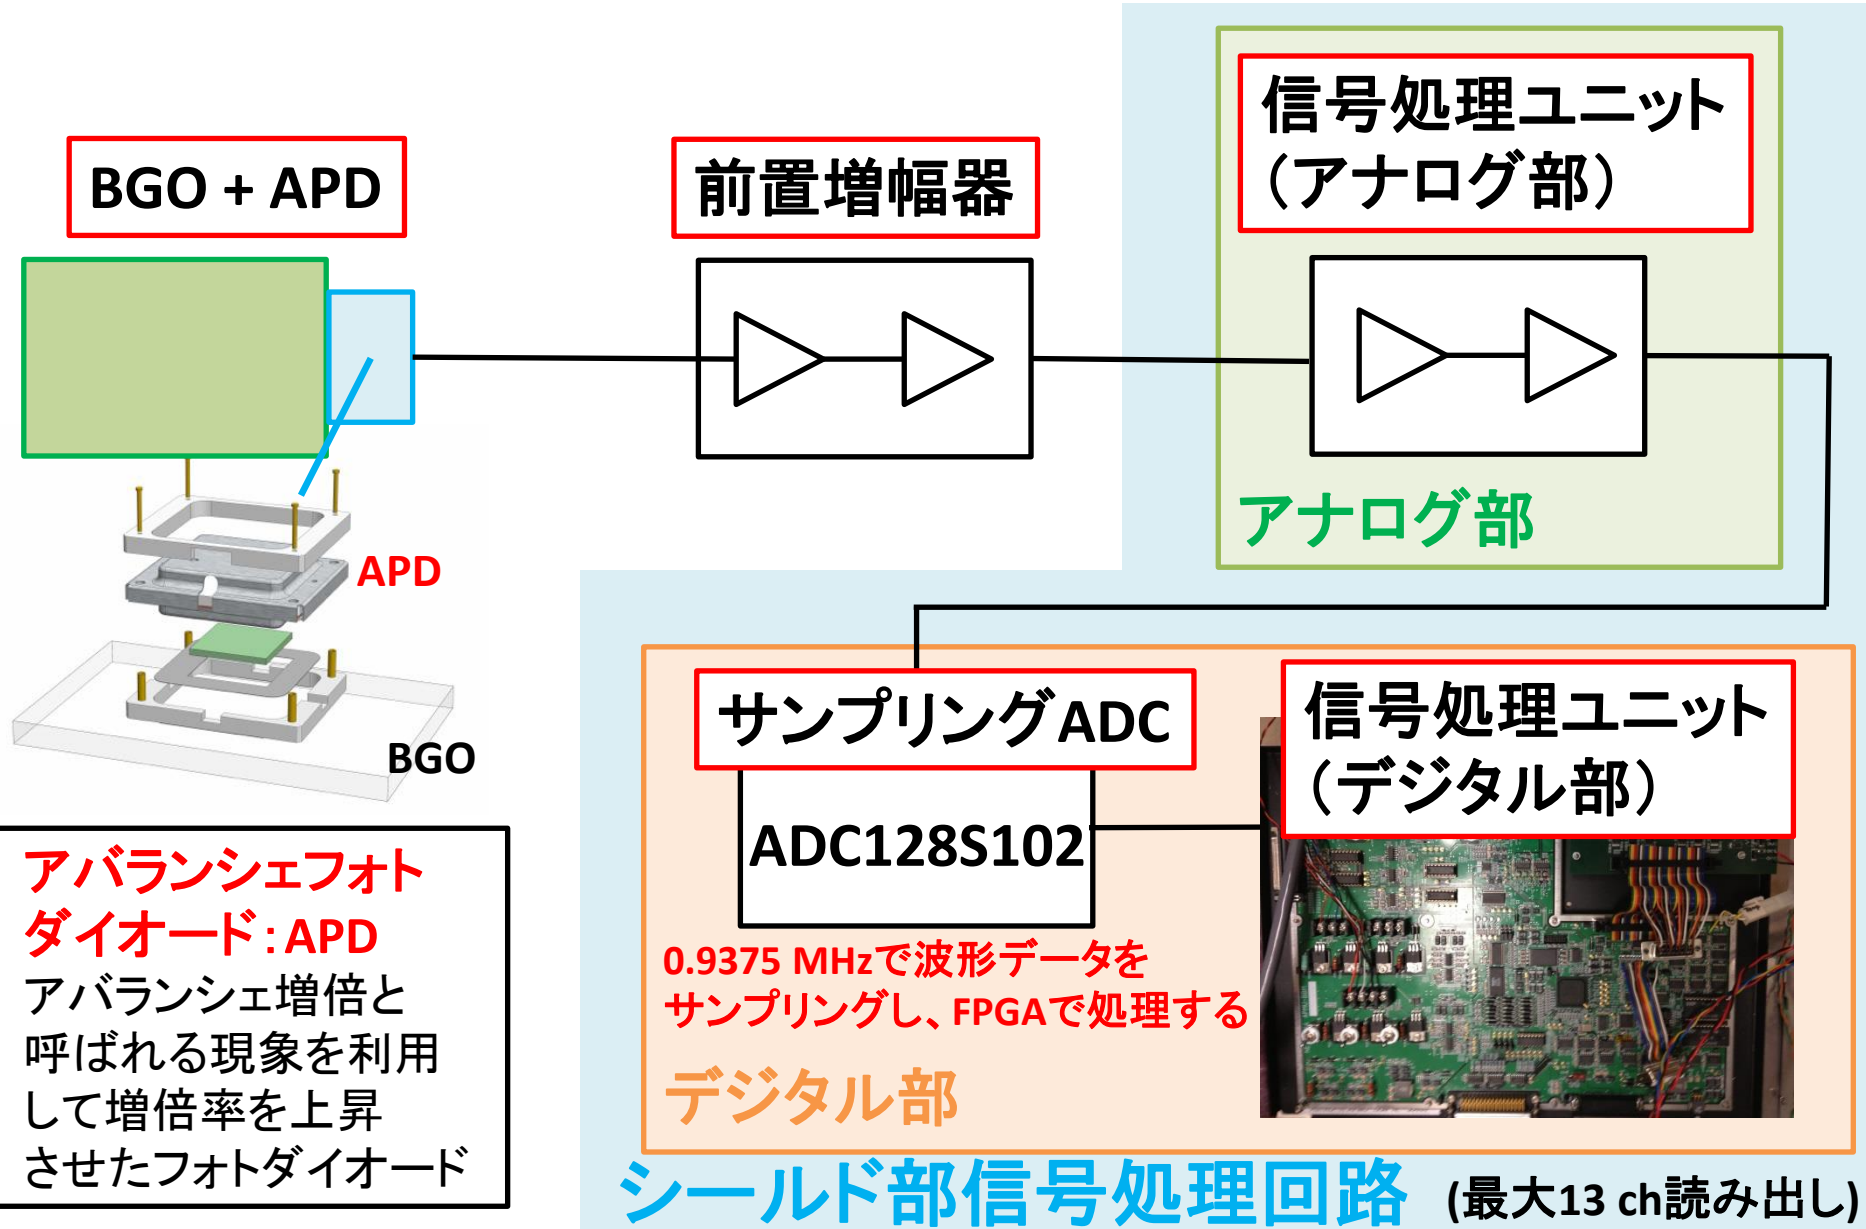 BGO + APD
前置増幅器
信号処理ユニット
（アナログ部）
アナログ部
APD
BGO
アバランシェフォト
ダイオード：APD
アバランシェ増倍と
呼ばれる現象を利用
して増倍率を上昇
させたフォトダイオード
サンプリングADC
ADC128S102
信号処理ユニット
（デジタル部）
0.9375 MHzで波形データを
サンプリングし、FPGAで処理する
デジタル部
シールド部信号処理回路 (最大13 ch読み出し)